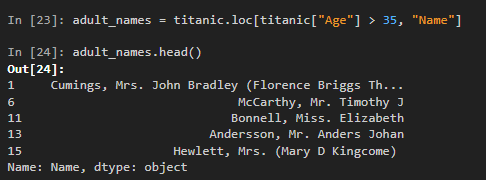 In [23]: adult_names = titanic.loc[titanic["Age"] > 35, "Name"]
In [24]: adult_names.head()
Out[24]:
1 Cumings, Mrs. John Bradley (Florence Briggs Th...
6 McCarthy, Mr. Timothy J
11 Bonnell, Miss. Elizabeth
13 Andersson, Mr. Anders Johan
15 Hewlett, Mrs. (Mary D Kingcome)
Name: Name, dtype: object